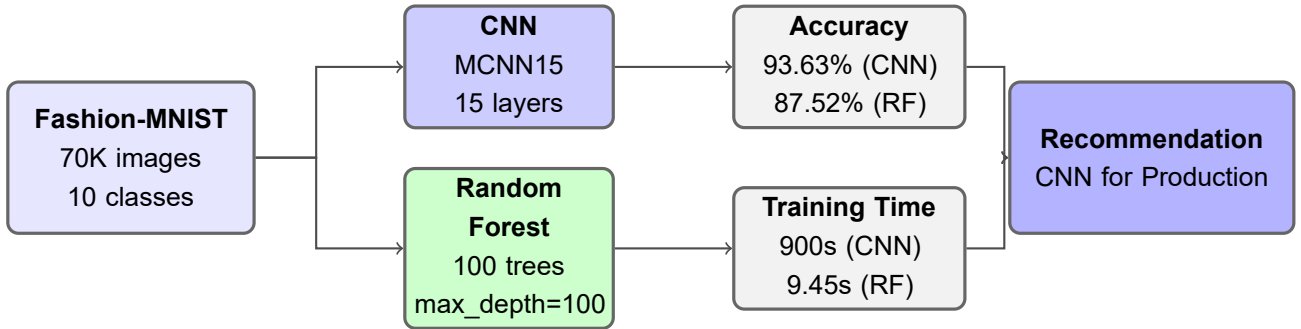 Fashion-MNIST
70K images
10 classes
CNN
MCNN15
15 layers
Random
Forest
100 trees
max_depth=100
Accuracy
93.63% (CNN)
87.52% (RF)
Training Time
900s (CNN)
9.45s (RF)
Recommendation
CNN for Production